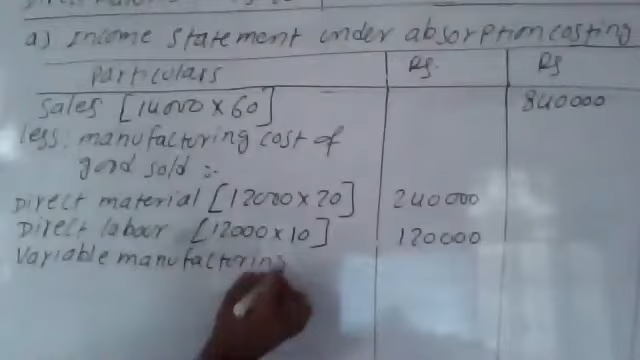 a) Income statement under absorption costing
Particulars Rs. Rs
Sales [14000 x 60] 840000
less: manufacturing cost of
good sold :-
Direct material [12000 x 20] 240000
Direct labour [12000 x 10] 120000
Variable manufacturing